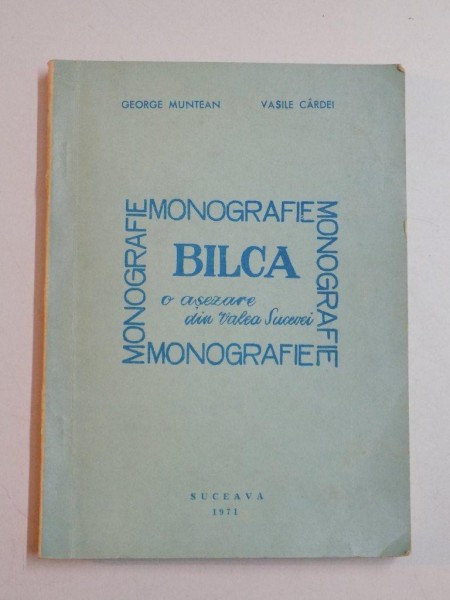 GEORGE MUNTEAN VASILE CÂRDEI
MONOGRAFIE
MONOGRAFIE
MONOGRAFIE
BILCA
o așezare
din Valea Sucevei
MONOGRAFIE
SUCEAVA
1971